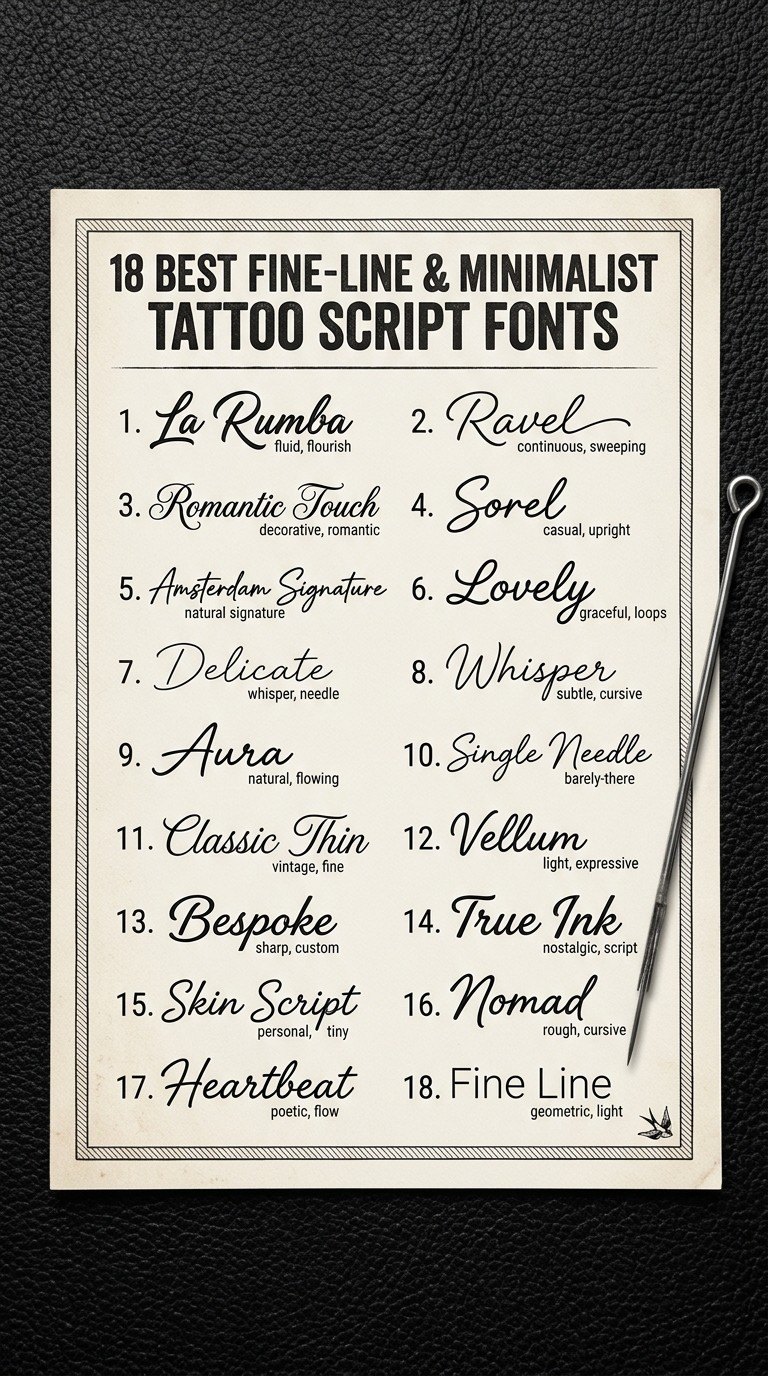 18 BEST FINE-LINE & MINIMALIST
TATTOO SCRIPT FONTS
1. La Rumba
fluid, flourish
2. Ravel
continuous, sweeping
3. Romantic Touch
decorative, romantic
4. Sorel
casual, upright
5. Amsterdam Signature
natural signature
6. Lovely
graceful, loops
7. Delicate
whisper, needle
8. Whisper
subtle, cursive
9. Aura
natural, flowing
10. Single Needle
barely-there
11. Classic Thin
vintage, fine
12. Vellum
light, expressive
13. Bespoke
sharp, custom
14. True Ink
nostalgic, script
15. Skin Script
personal, tiny
16. Nomad
rough, cursive
17. Heartbeat
poetic, flow
18. Fine Line
geometric, light